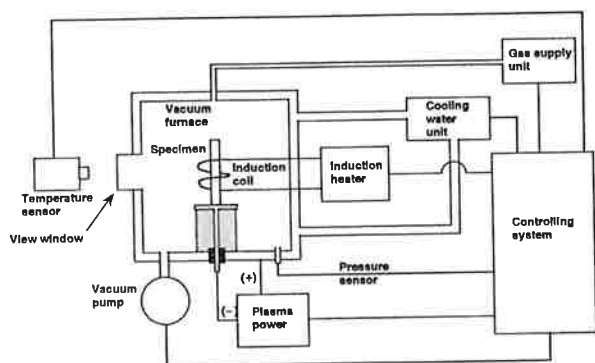 Gas supply
unit
Vacuum
furnace
Cooling
water
unit
Specimen
Induction
coil
Induction
heater
Temperature
sensor
View window
Controlling
system
Pressure
sensor
Vacuum
pump
(+)
(−)
Plasma
power